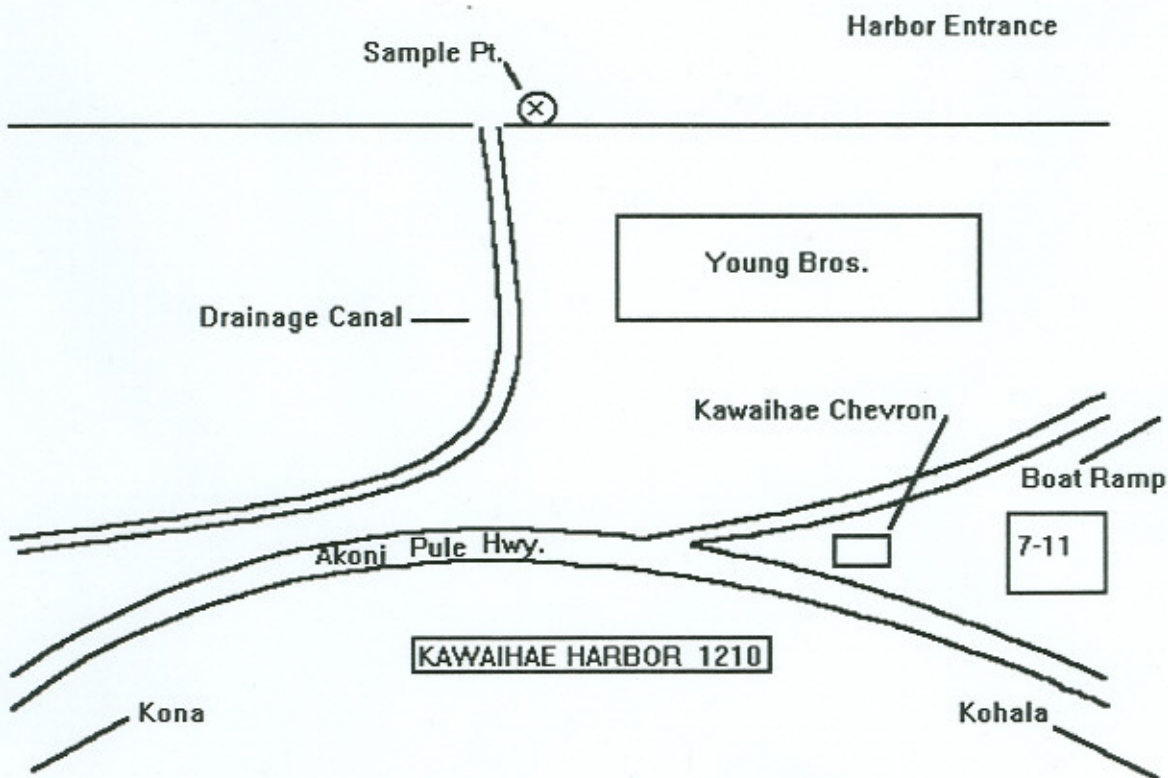 Harbor Entrance
Sample Pt.
Young Bros.
Drainage Canal
Kawaihae Chevron
Boat Ramp
7-11
Akoni Pule Hwy.
KAWAIHAE HARBOR 1210
Kona
Kohala